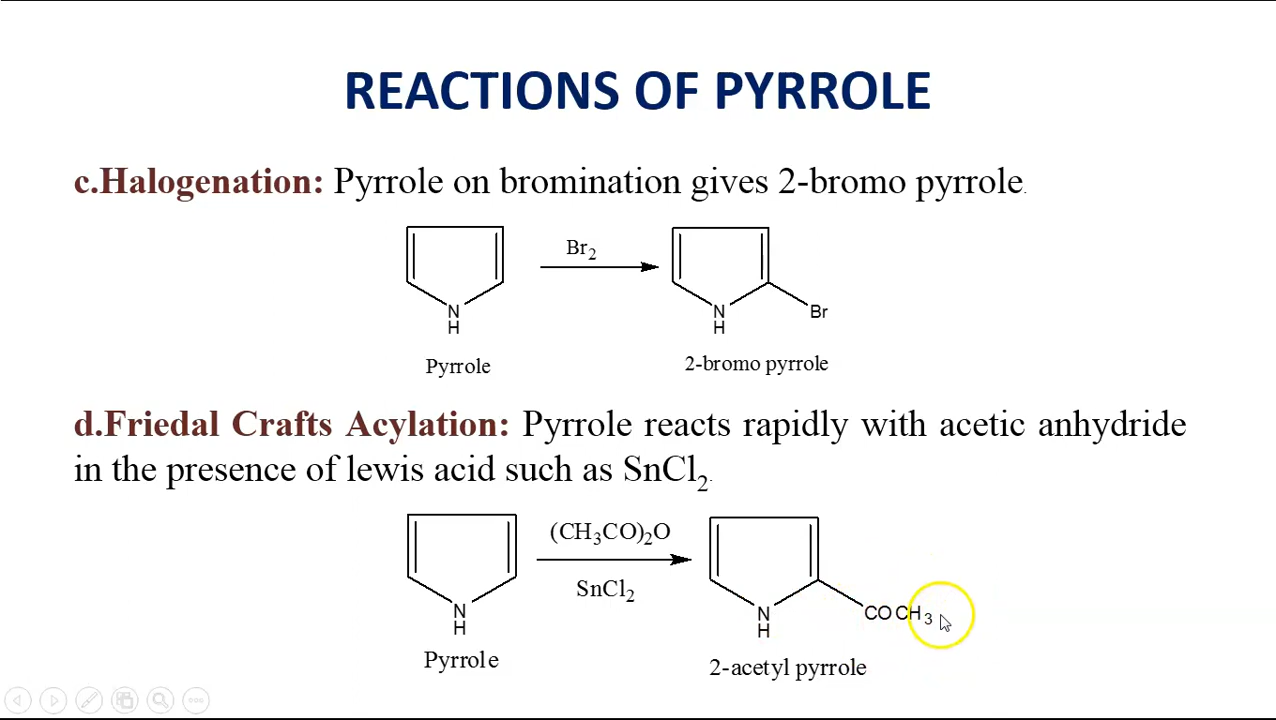 REACTIONS OF PYRROLE
c.Halogenation: Pyrrole on bromination gives 2-bromo pyrrole.
Br2
N
H
N
H
Br
Pyrrole
2-bromo pyrrole
d.Friedal Crafts Acylation: Pyrrole reacts rapidly with acetic anhydride
in the presence of lewis acid such as SnCl2.
(CH3CO)2O
SnCl2
N
H
N
H
COCH3
Pyrrole
2-acetyl pyrrole